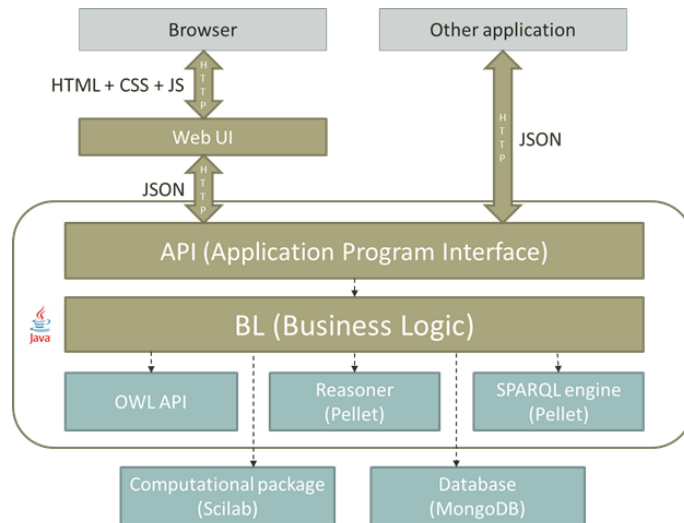 Browser
Other application
HTTP
HTML + CSS + JS
HTTP
JSON
Web UI
HTTP
JSON
API (Application Program Interface)
BL (Business Logic)
Java
OWL API
Reasoner
(Pellet)
SPARQL engine
(Pellet)
Computational package
(Scilab)
Database
(MongoDB)